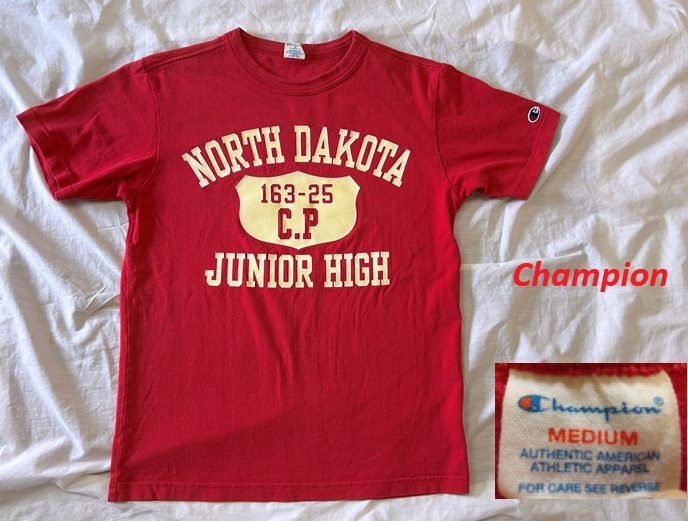 NORTH DAKOTA
163-25
C.P
JUNIOR HIGH
Champion
Champion®
MEDIUM
AUTHENTIC AMERICAN
ATHLETIC APPAREL
FOR CARE SEE REVERSE